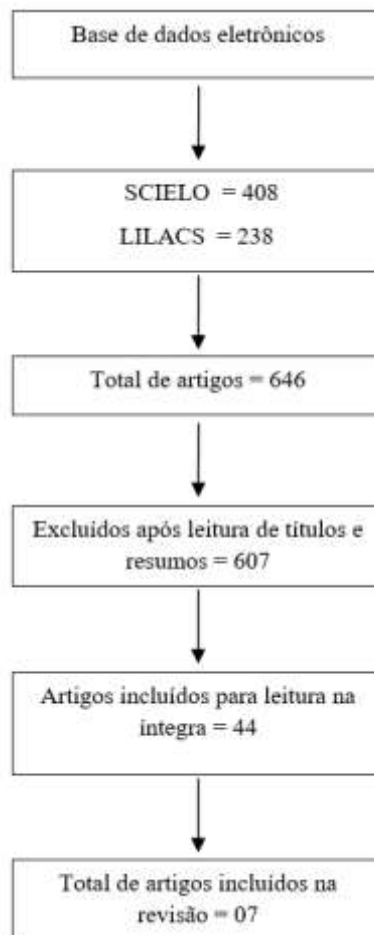 Base de dados eletrônicos
SCIELO = 408
LILACS = 238
Total de artigos = 646
Excluídos após leitura de títulos e
resumos = 607
Artigos incluídos para leitura na
íntegra = 44
Total de artigos incluídos na
revisão = 07